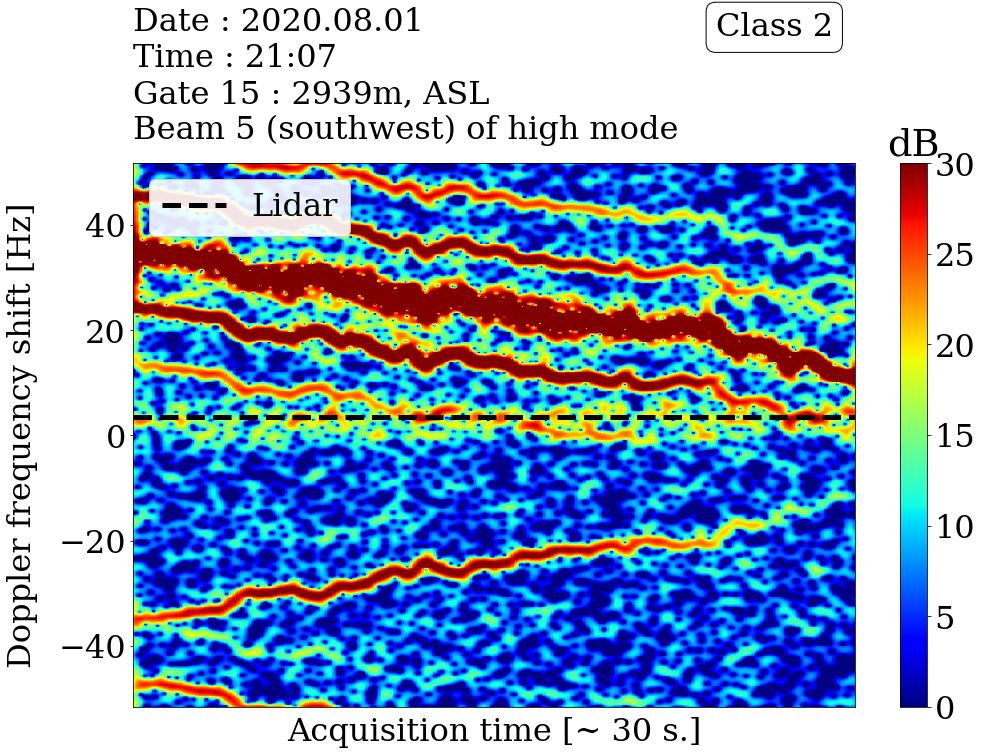 Date : 2020.08.01
Time : 21:07
Gate 15 : 2939m, ASL
Beam 5 (southwest) of high mode
Class 2
dB
Lidar
Doppler frequency shift [Hz]
40
20
0
−20
−40
Acquisition time [~ 30 s.]
30
25
20
15
10
5
0